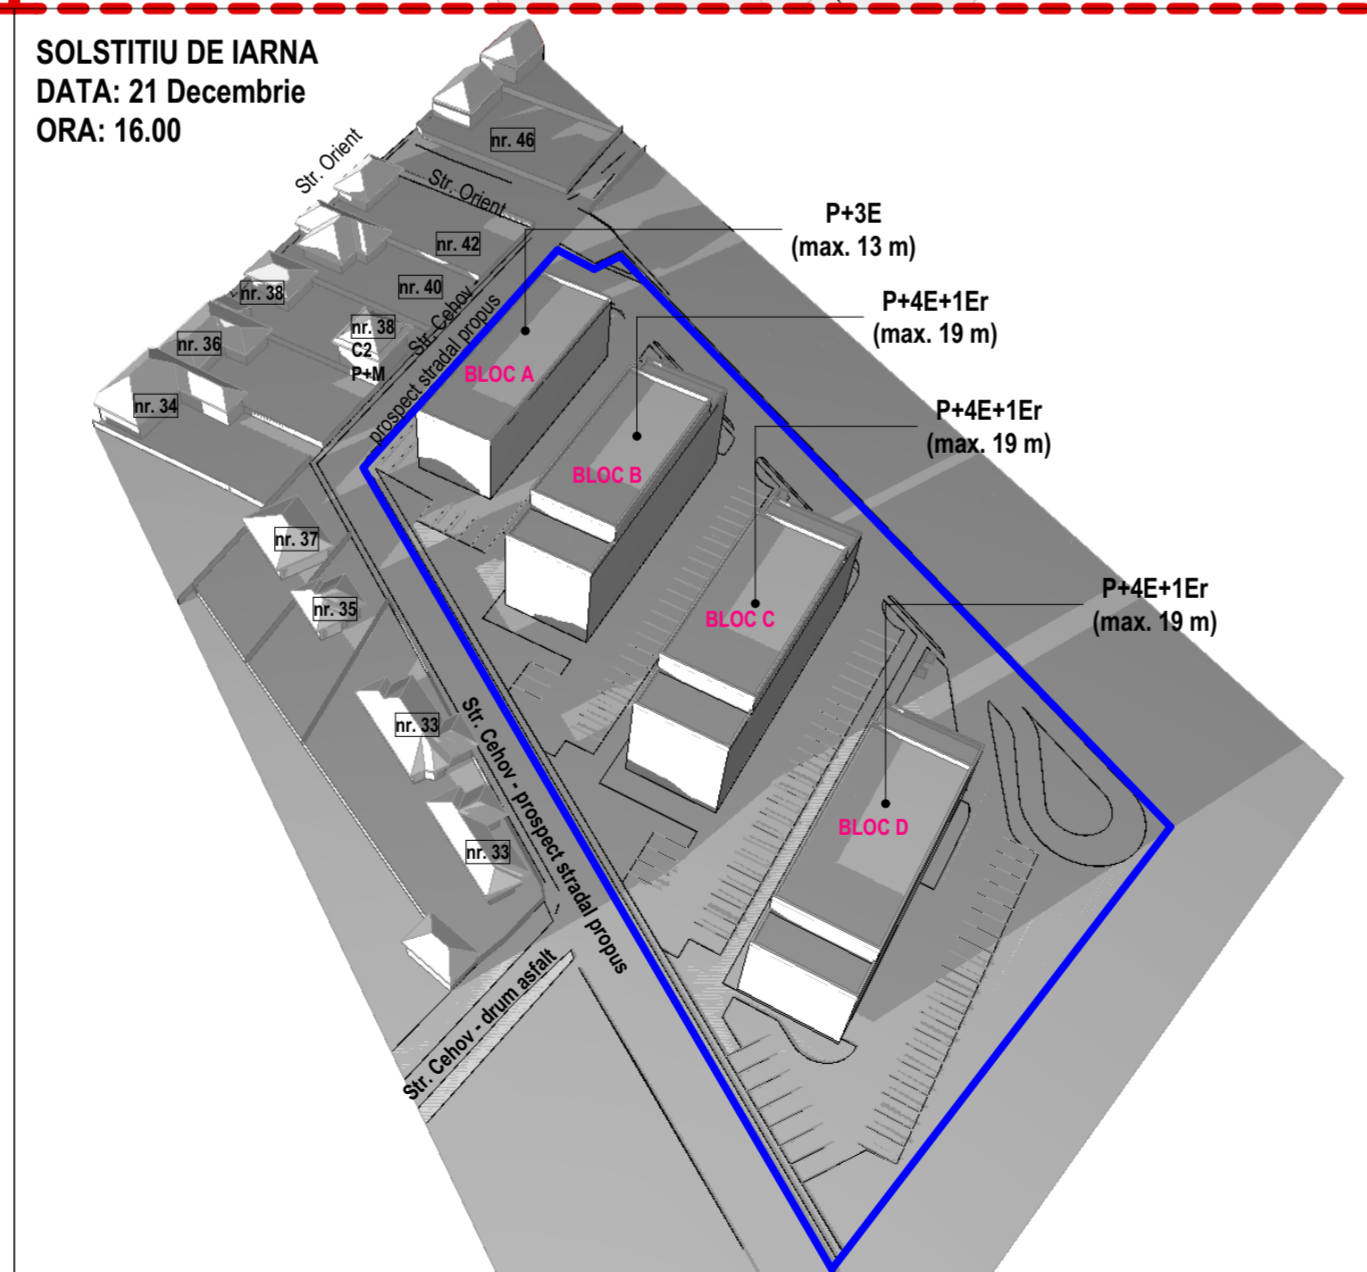 SOLSTITIU DE IARNA
DATA: 21 Decembrie
ORA: 16.00
nr. 46
Str. Orient
Str. Orient
P+3E
(max. 13 m)
nr. 42
nr. 40
nr. 38
Str. Cehov -
prospect stradal propus
P+4E+1Er
(max. 19 m)
nr. 38
C2
P+M
nr. 36
BLOC A
nr. 34
P+4E+1Er
(max. 19 m)
BLOC B
nr. 37
nr. 35
P+4E+1Er
(max. 19 m)
BLOC C
nr. 33
Str. Cehov - prospect stradal propus
BLOC D
nr. 33
Str. Cehov - drum asfalt